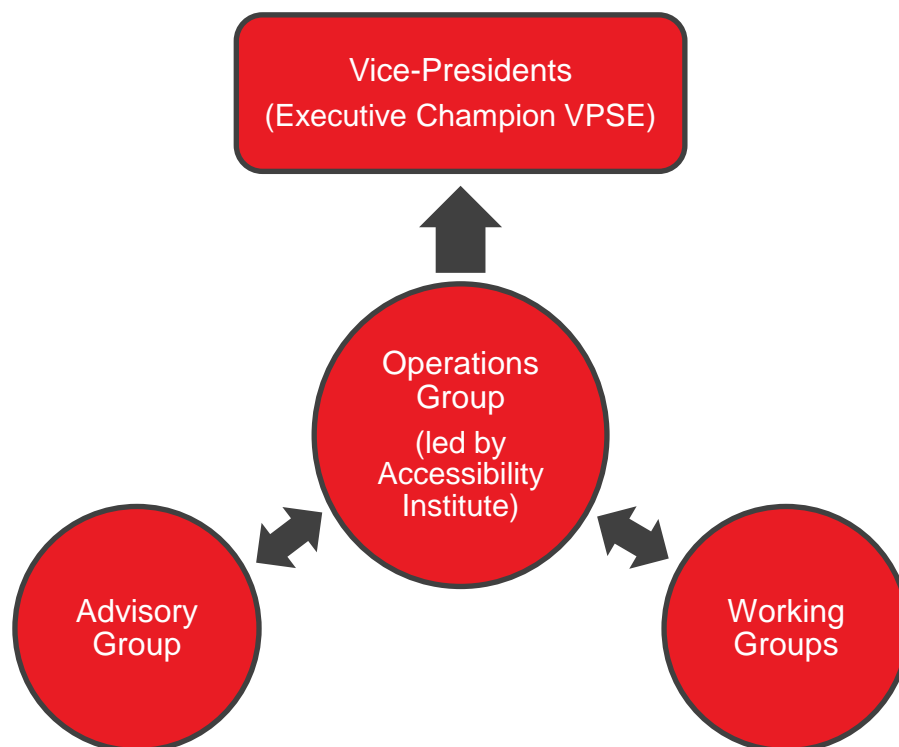 Vice-Presidents
(Executive Champion VPSE)
Operations
Group
(led by
Accessibility
Institute)
Advisory
Group
Working
Groups